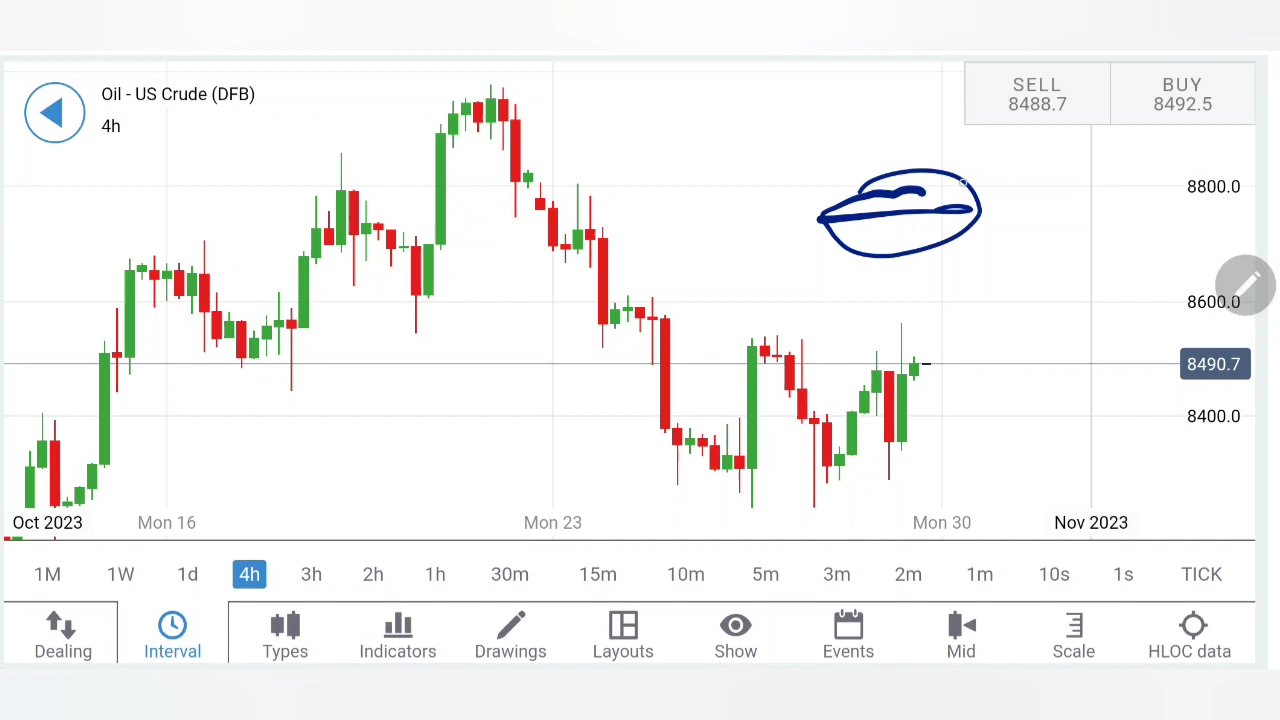 Oil - US Crude (DFB)
4h
SELL BUY
8488.7 8492.5
8800.0
8600.0
8490.7
8400.0
Oct 2023 Mon 16 Mon 23 Mon 30 Nov 2023
1M 1W 1d 4h 3h 2h 1h 30m 15m 10m 5m 3m 2m 1m 10s 1s TICK
Dealing Interval Types Indicators Drawings Layouts Show Events Mid Scale HLOC data